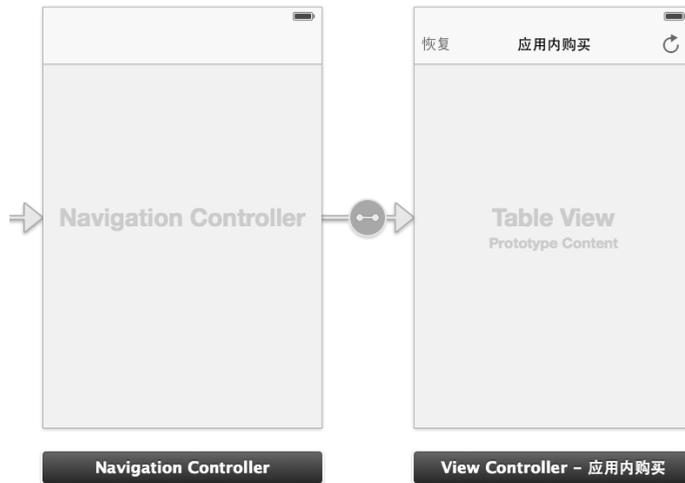 恢复 应用内购买
Navigation Controller
Table View
Prototype Content
Navigation Controller
View Controller – 应用内购买